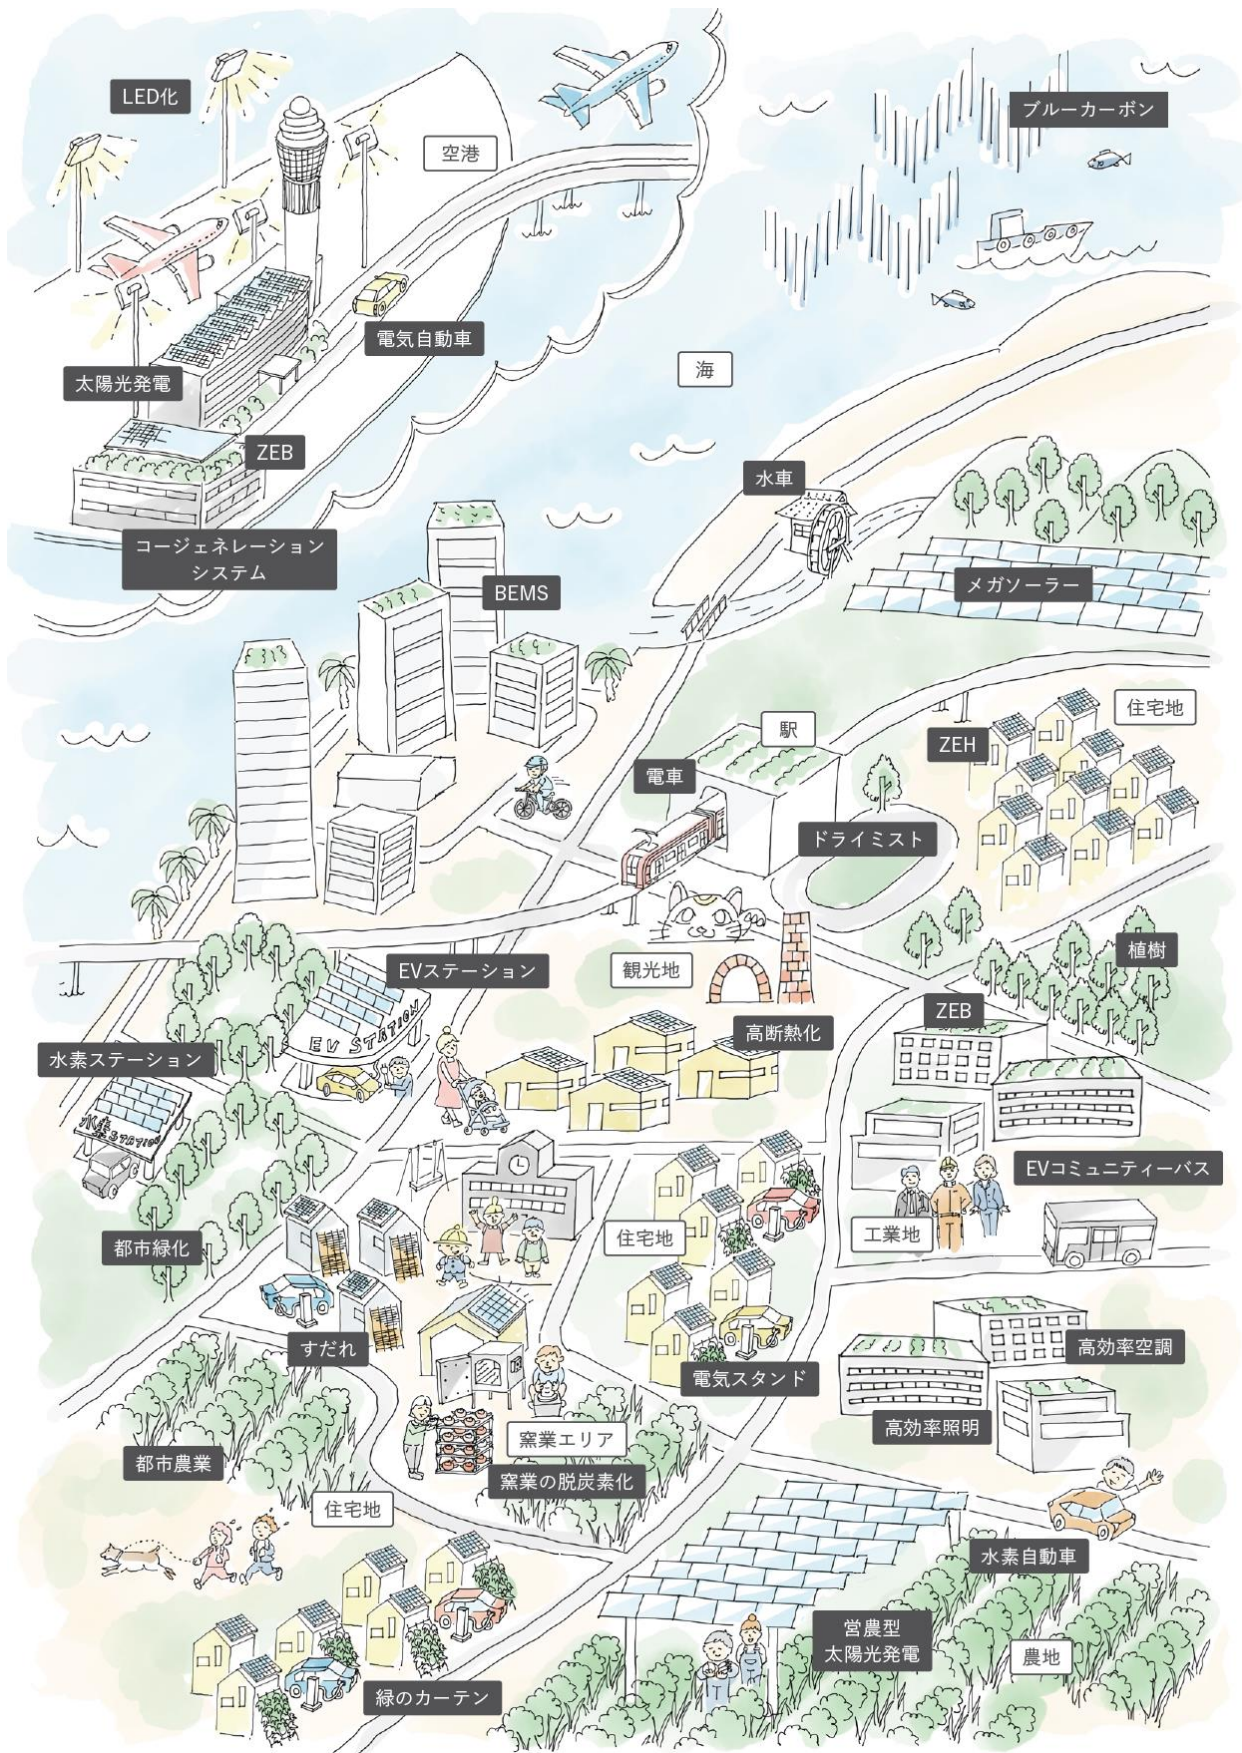 LED化
ブルーカーボン
空港
電気自動車
海
太陽光発電
ZEB
水車
コージェネレーション
システム
メガソーラー
BEMS
住宅地
駅
ZEH
電車
ドライミスト
植樹
EVステーション
観光地
ZEB
EV STATION
高断熱化
水素ステーション
水素STATION
EVコミュニティーバス
工業地
住宅地
都市緑化
すだれ
高効率空調
電気スタンド
高効率照明
窯業エリア
都市農業
窯業の脱炭素化
住宅地
水素自動車
営農型
太陽光発電
農地
緑のカーテン